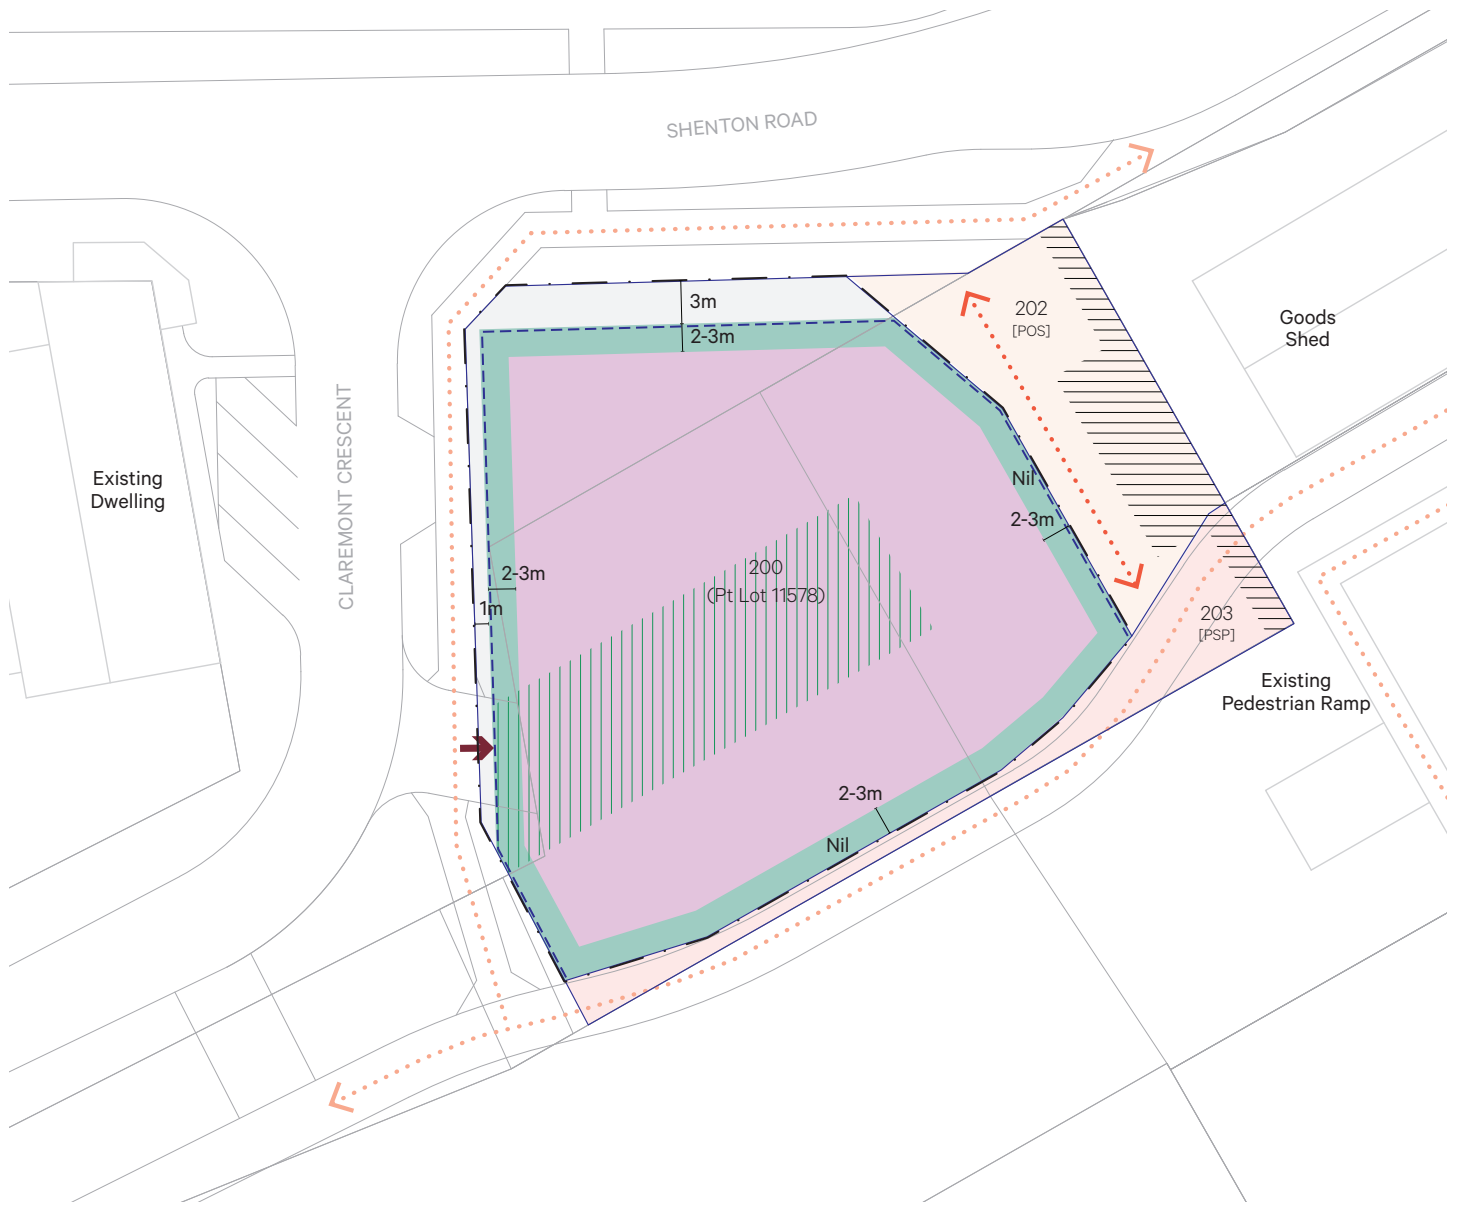 SHENTON ROAD
3m
2-3m
202
[POS]
Goods
Shed
CLAREMONT CRESCENT
Existing
Dwelling
Nil
2-3m
2-3m
1m
200
(Pt Lot 11578)
203
[PSP]
Existing
Pedestrian Ramp
2-3m
Nil